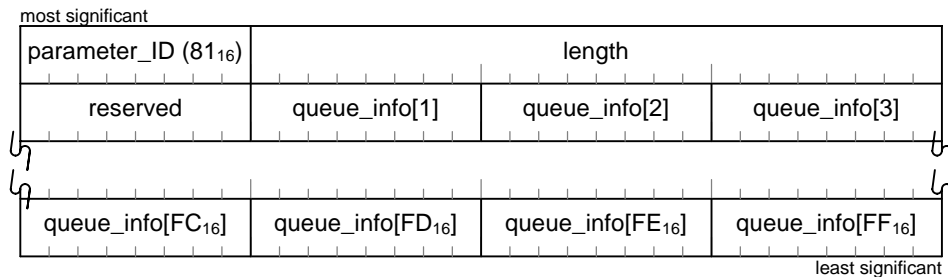 most significant
parameter_ID (81₁₆) length
reserved queue_info[1] queue_info[2] queue_info[3]
queue_info[FC₁₆] queue_info[FD₁₆] queue_info[FE₁₆] queue_info[FF₁₆]
least significant